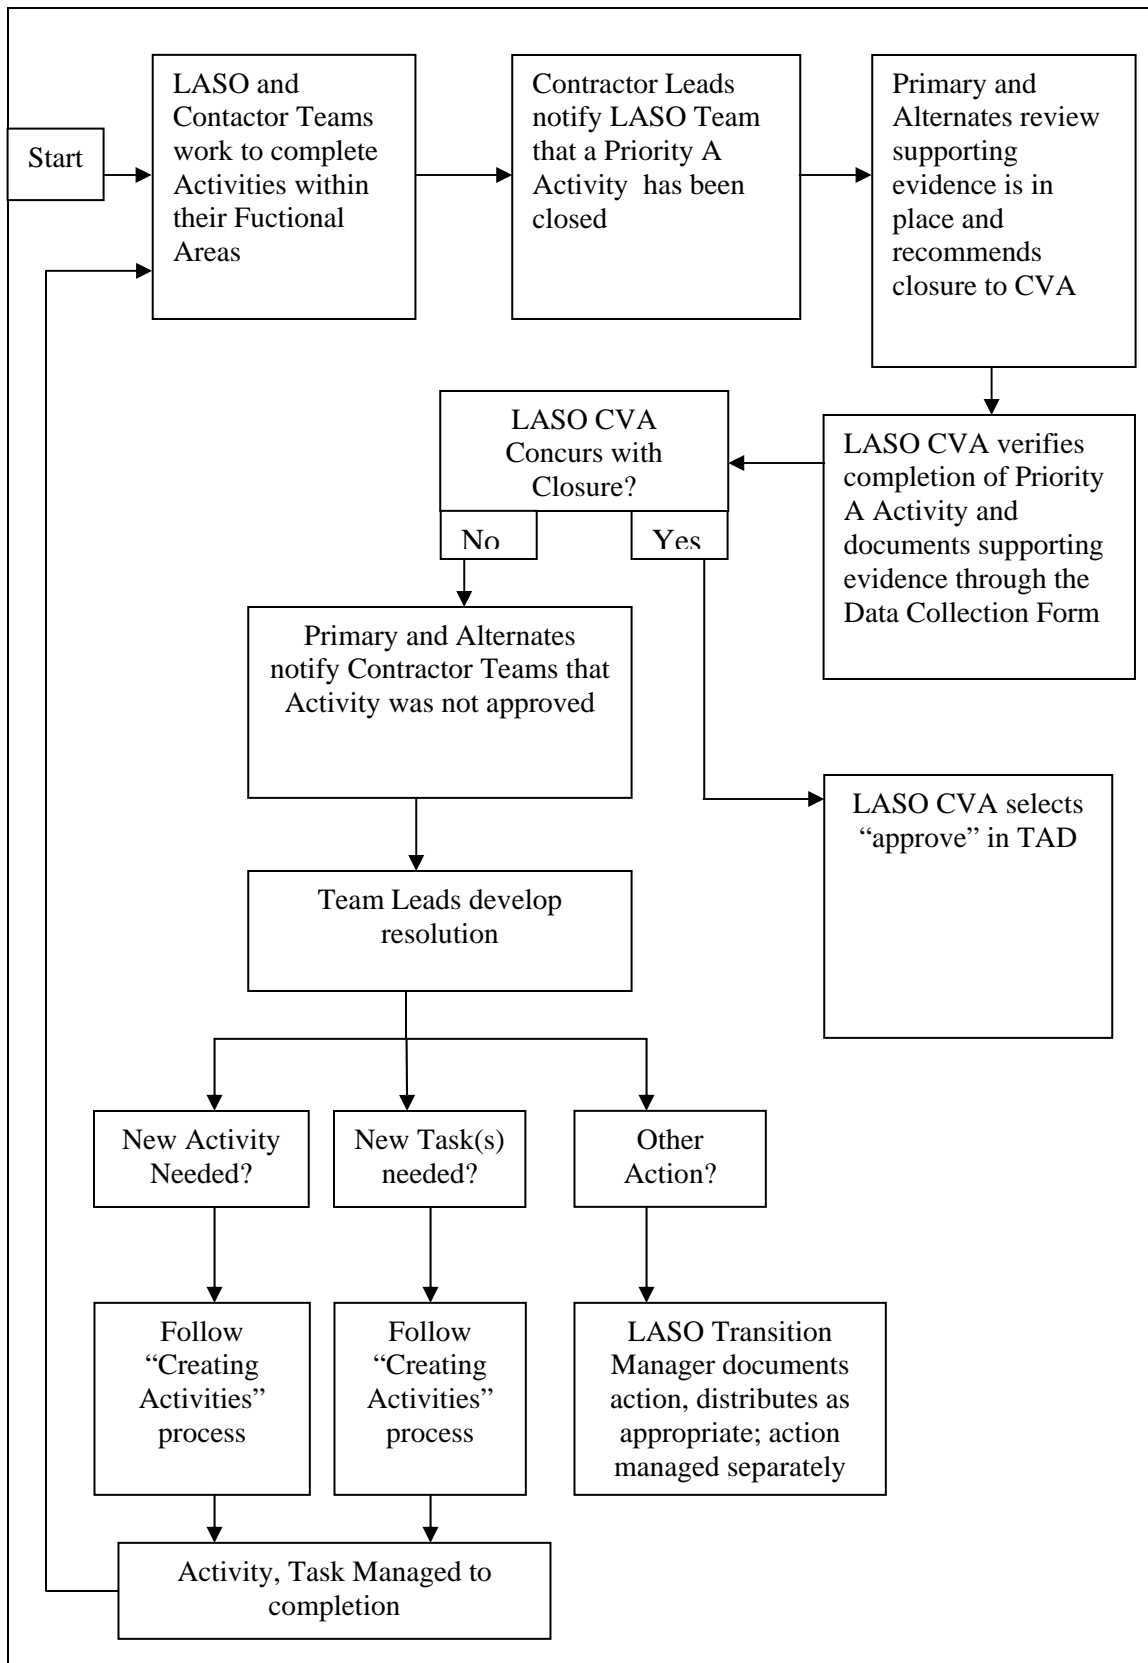 Start
LASO and
Contactor Teams
work to complete
Activities within
their Fuctional
Areas
Contractor Leads
notify LASO Team
that a Priority A
Activity has been
closed
Primary and
Alternates review
supporting
evidence is in
place and
recommends
closure to CVA
LASO CVA verifies
completion of Priority
A Activity and
documents supporting
evidence through the
Data Collection Form
LASO CVA
Concurs with
Closure?
No
Yes
Primary and Alternates
notify Contractor Teams that
Activity was not approved
LASO CVA selects
“approve” in TAD
Team Leads develop
resolution
New Activity
Needed?
New Task(s)
needed?
Other
Action?
Follow
“Creating
Activities”
process
Follow
“Creating
Activities”
process
LASO Transition
Manager documents
action, distributes as
appropriate; action
managed separately
Activity, Task Managed to
completion